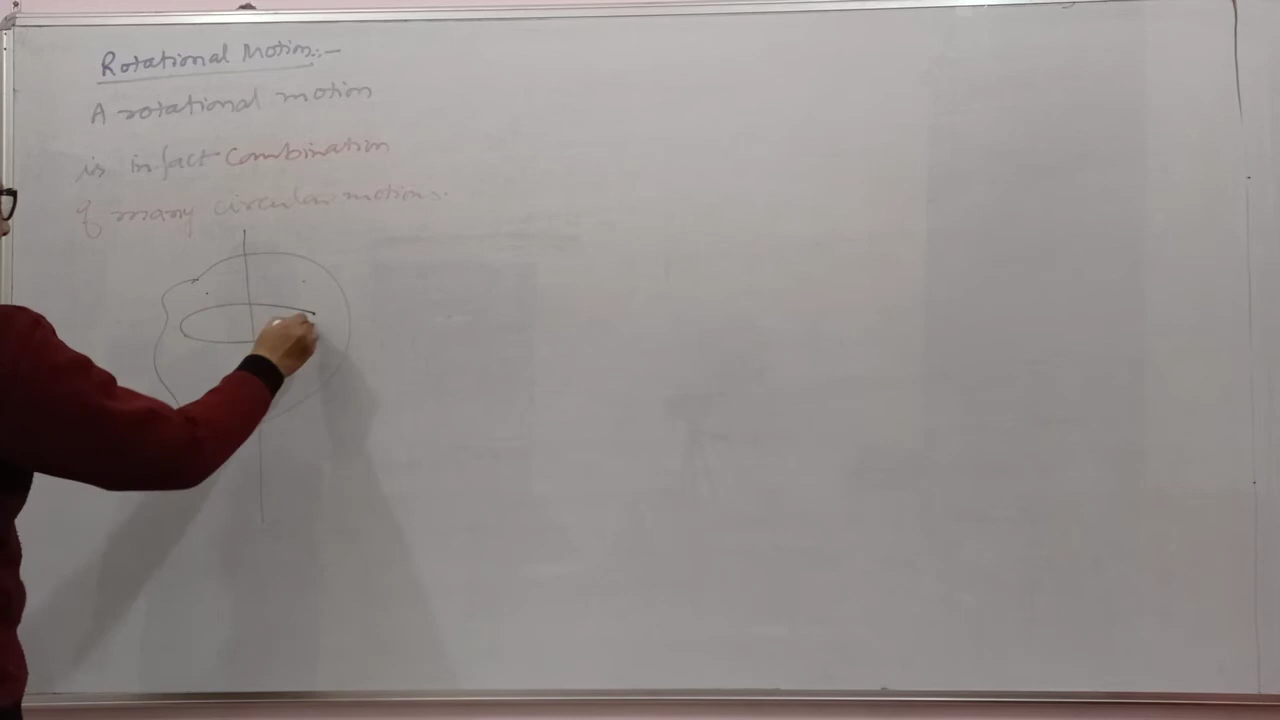 Rotational Motion:-
A rotational motion
is infact Combination
of many circular motions.